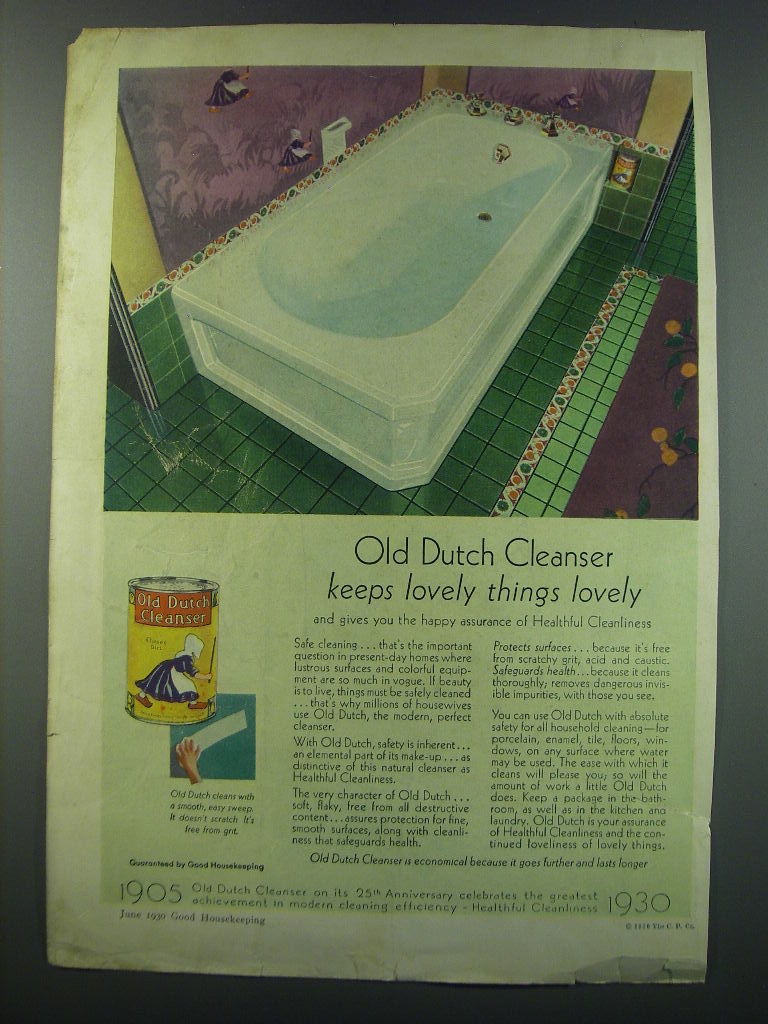 Old Dutch Cleanser
keeps lovely things lovely
and gives you the happy assurance of Healthful Cleanliness
Old Dutch
Cleanser
Chases
Dirt
Old Dutch cleans with
a smooth, easy sweep.
It doesn't scratch. It's
free from grit.
Guaranteed by Good Housekeeping
Safe cleaning . . . that's the important
question in present-day homes where
lustrous surfaces and colorful equip-
ment are so much in vogue. If beauty
is to live, things must be safely cleaned
. . . that's why millions of housewives
use Old Dutch, the modern, perfect
cleanser.
With Old Dutch, safety is inherent . . .
an elemental part of its make-up . . . as
distinctive of this natural cleanser as
Healthful Cleanliness.
The very character of Old Dutch . . .
soft, flaky, free from all destructive
content . . . assures protection for fine,
smooth surfaces, along with cleanli-
ness that safeguards health.
Protects surfaces . . . because it's free
from scratchy grit, acid and caustic.
Safeguards health . . . because it cleans
thoroughly; removes dangerous invis-
ible impurities, with those you see.
You can use Old Dutch with absolute
safety for all household cleaning—for
porcelain, enamel, tile, floors, win-
dows, on any surface where water
may be used. The ease with which it
cleans will please you; so will the
amount of work a little Old Dutch
does. Keep a package in the bath-
room, as well as in the kitchen and
laundry. Old Dutch is your assurance
of Healthful Cleanliness and the con-
tinued loveliness of lovely things.
Old Dutch Cleanser is economical because it goes further and lasts longer
1905 Old Dutch Cleanser on its 25th Anniversary celebrates the greatest
achievement in modern cleaning efficiency - Healthful Cleanliness 1930
June 1930 Good Housekeeping
© 1930 The C. P. Co.